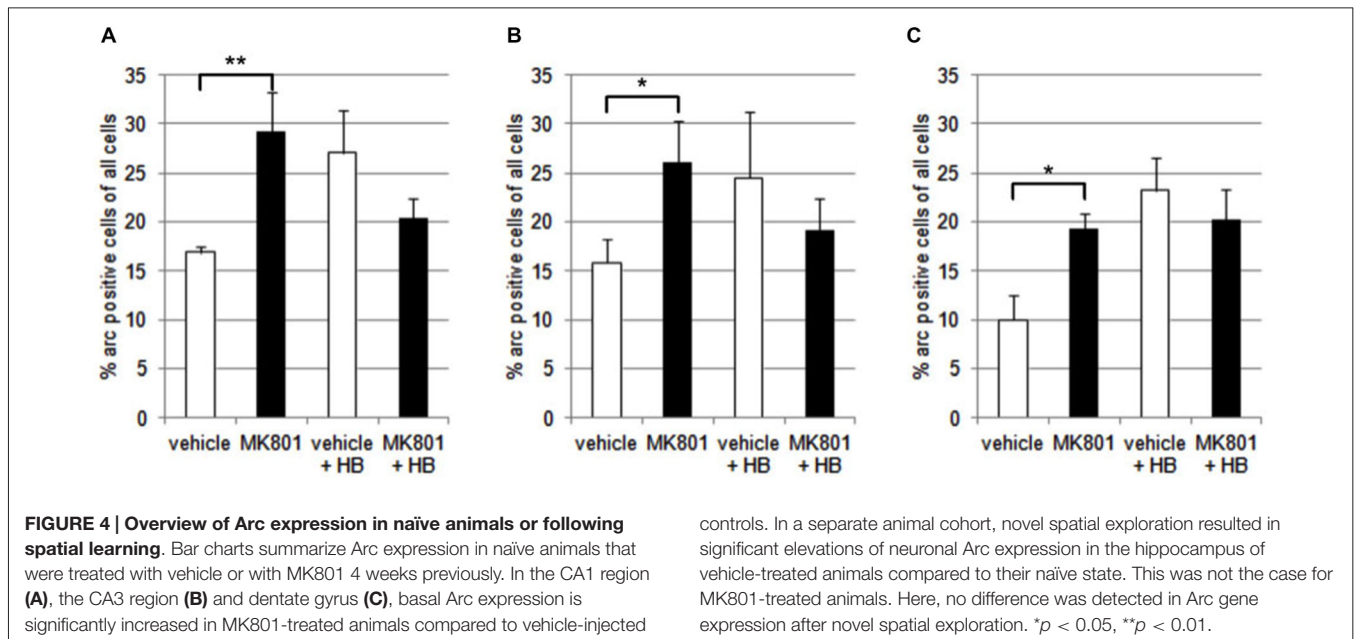 A
B
C
**
*
*
% arc positive cells of all cells
35
30
25
20
15
10
5
0
vehicle MK801 vehicle MK801
+ HB + HB
% arc positive cells of all cells
35
30
25
20
15
10
5
0
vehicle MK801 vehicle MK801
+ HB + HB
% arc positive cells of all cells
35
30
25
20
15
10
5
0
vehicle MK801 vehicle MK801
+ HB + HB
FIGURE 4 | Overview of Arc expression in naïve animals or following
spatial learning. Bar charts summarize Arc expression in naïve animals that
were treated with vehicle or with MK801 4 weeks previously. In the CA1 region
(A), the CA3 region (B) and dentate gyrus (C), basal Arc expression is
significantly increased in MK801-treated animals compared to vehicle-injected
controls. In a separate animal cohort, novel spatial exploration resulted in
significant elevations of neuronal Arc expression in the hippocampus of
vehicle-treated animals compared to their naïve state. This was not the case for
MK801-treated animals. Here, no difference was detected in Arc gene
expression after novel spatial exploration. *p < 0.05, **p < 0.01.